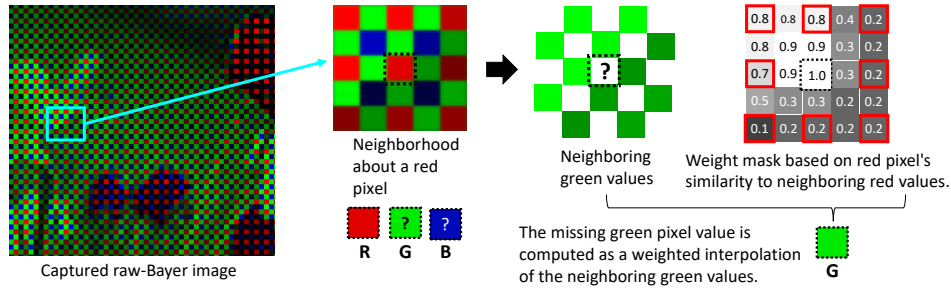 Captured raw-Bayer image
Neighborhood
about a red
pixel
? ?
R G B
?
Neighboring
green values
0.8 0.8 0.8 0.4 0.2
0.8 0.9 0.9 0.3 0.2
0.7 0.9 1.0 0.3 0.2
0.5 0.3 0.3 0.2 0.2
0.1 0.2 0.2 0.2 0.2
Weight mask based on red pixel's
similarity to neighboring red values.
The missing green pixel value is
computed as a weighted interpolation
of the neighboring green values.
G